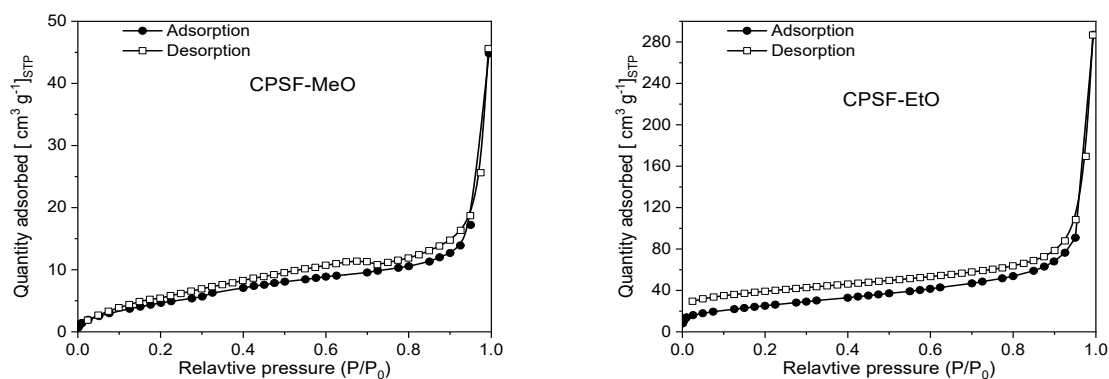 Adsorption
Desorption
CPSF-MeO
Quantity adsorbed [ cm³ g⁻¹]STP
50
40
30
20
10
0
0.0 0.2 0.4 0.6 0.8 1.0
Relavtive pressure (P/P₀)
Adsorption
Desorption
CPSF-EtO
Quantity adsorbed [ cm³ g⁻¹]STP
280
240
200
160
120
80
40
0
0.0 0.2 0.4 0.6 0.8 1.0
Relavtive pressure (P/P₀)